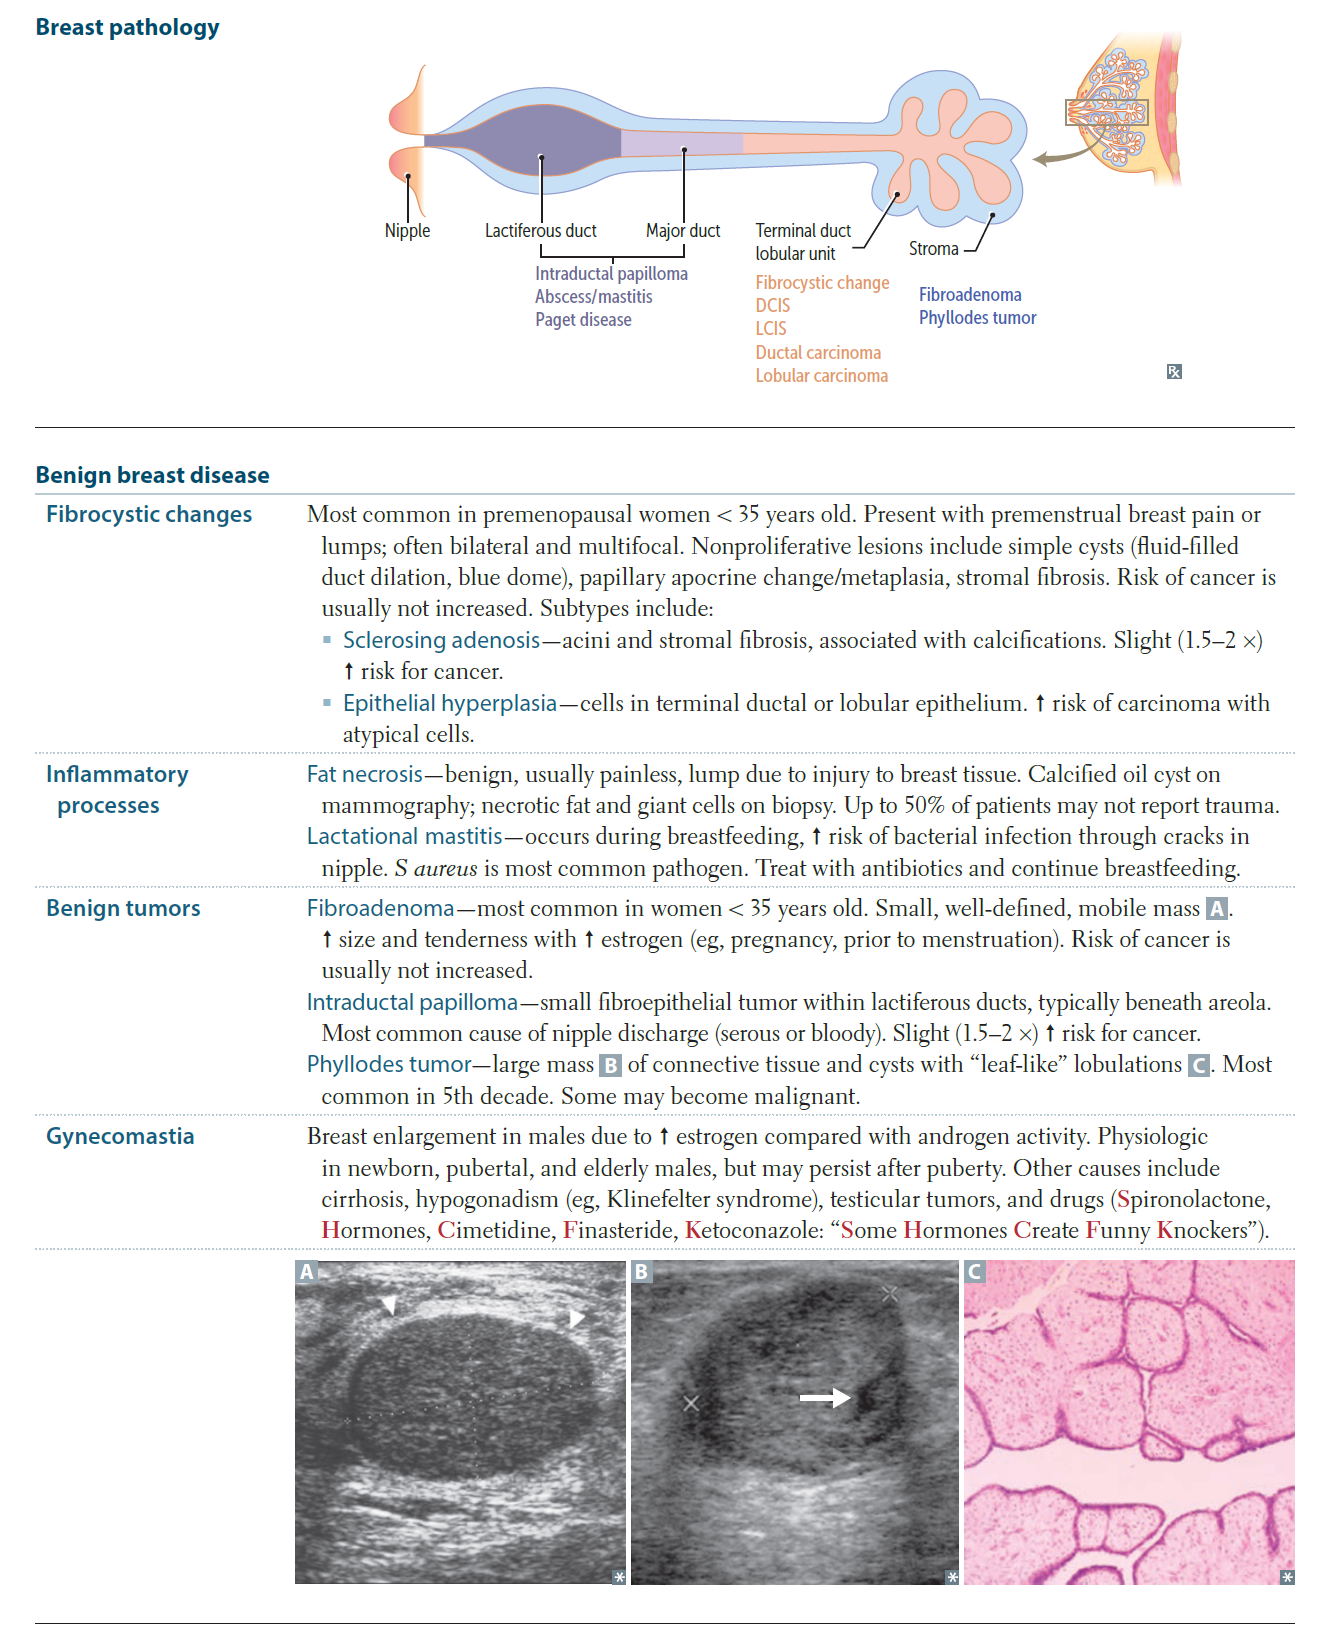 Breast pathology
Nipple
Lactiferous duct
Major duct
Intraductal papilloma
Abscess/mastitis
Paget disease
Terminal duct
lobular unit
Fibrocystic change
DCIS
LCIS
Ductal carcinoma
Lobular carcinoma
Stroma
Fibroadenoma
Phyllodes tumor
Rx
Benign breast disease
Fibrocystic changes
Most common in premenopausal women < 35 years old. Present with premenstrual breast pain or
lumps; often bilateral and multifocal. Nonproliferative lesions include simple cysts (fluid-filled
duct dilation, blue dome), papillary apocrine change/metaplasia, stromal fibrosis. Risk of cancer is
usually not increased. Subtypes include:
▪ Sclerosing adenosis—acini and stromal fibrosis, associated with calcifications. Slight (1.5–2 ×)
↑ risk for cancer.
▪ Epithelial hyperplasia—cells in terminal ductal or lobular epithelium. ↑ risk of carcinoma with
atypical cells.
Inflammatory
processes
Fat necrosis—benign, usually painless, lump due to injury to breast tissue. Calcified oil cyst on
mammography; necrotic fat and giant cells on biopsy. Up to 50% of patients may not report trauma.
Lactational mastitis—occurs during breastfeeding, ↑ risk of bacterial infection through cracks in
nipple. S aureus is most common pathogen. Treat with antibiotics and continue breastfeeding.
Benign tumors
Fibroadenoma—most common in women < 35 years old. Small, well-defined, mobile mass A.
↑ size and tenderness with ↑ estrogen (eg, pregnancy, prior to menstruation). Risk of cancer is
usually not increased.
Intraductal papilloma—small fibroepithelial tumor within lactiferous ducts, typically beneath areola.
Most common cause of nipple discharge (serous or bloody). Slight (1.5–2 ×) ↑ risk for cancer.
Phyllodes tumor—large mass B of connective tissue and cysts with “leaf-like” lobulations C. Most
common in 5th decade. Some may become malignant.
Gynecomastia
Breast enlargement in males due to ↑ estrogen compared with androgen activity. Physiologic
in newborn, pubertal, and elderly males, but may persist after puberty. Other causes include
cirrhosis, hypogonadism (eg, Klinefelter syndrome), testicular tumors, and drugs (Spironolactone,
Hormones, Cimetidine, Finasteride, Ketoconazole: “Some Hormones Create Funny Knockers”).
A
B
C